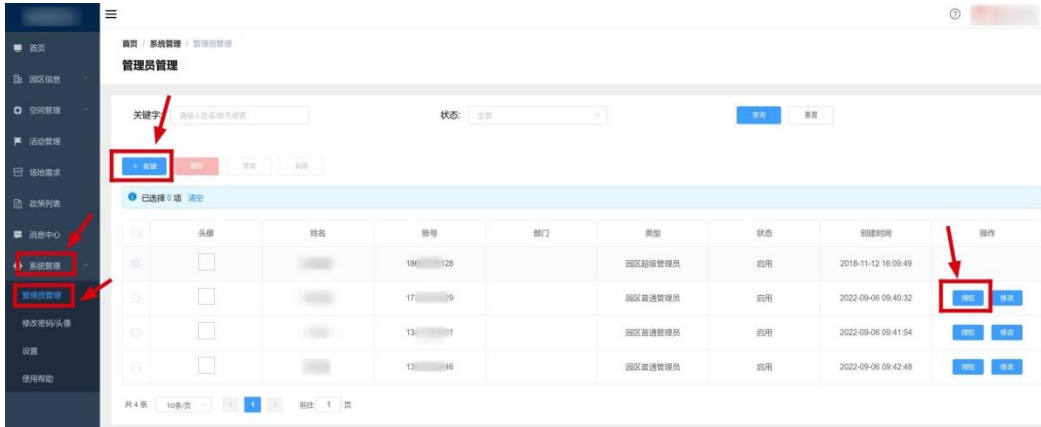 首页
园区信息
空间管理
活动管理
场地需求
政策列表
消息中心
系统管理
管理员管理
修改密码/头像
设置
使用帮助
首页 / 系统管理 / 管理员管理
管理员管理
关键字: 请输入姓名/账号搜索 状态: 全部 查询 重置
+ 新建 删除 禁用 启用
已选择 0 项 清空
头像 姓名 账号 部门 类型 状态 创建时间 操作
186 128 园区超级管理员 启用 2018-11-12 16:09:49
17 9 园区普通管理员 启用 2022-09-06 09:40:32 授权 修改
13 1 园区普通管理员 启用 2022-09-06 09:41:54 授权 修改
13 46 园区普通管理员 启用 2022-09-06 09:42:48 授权 修改
共 4 条 10条/页 1 前往 1 页